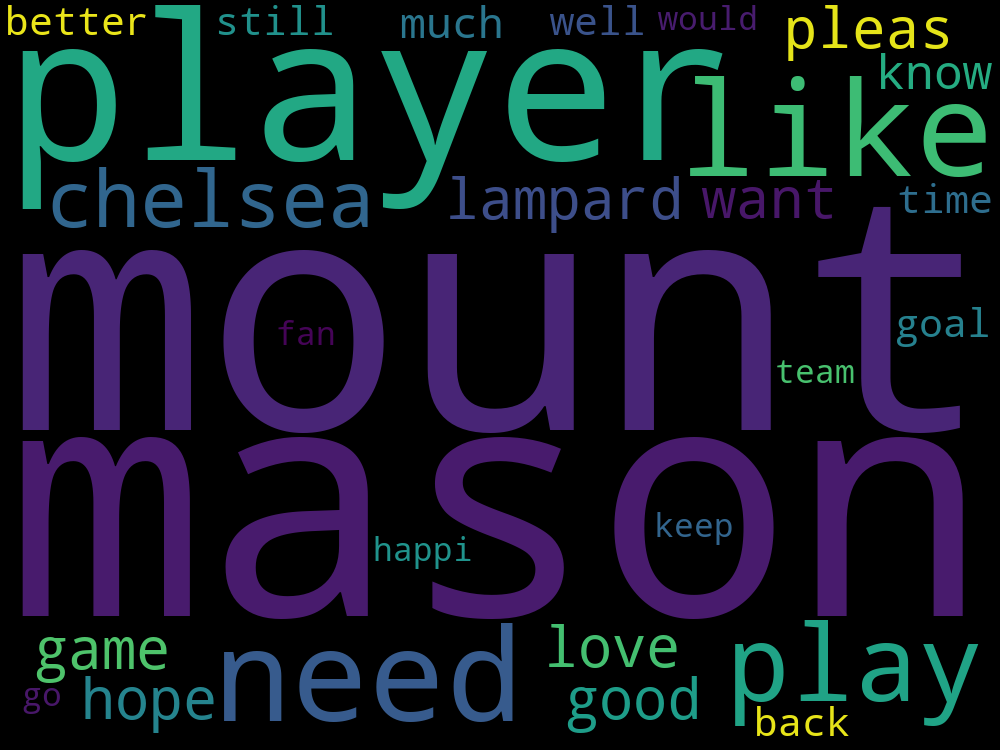 better still much well would pleas
player like know
chelsea lampard want time
mount
fan goal
team
mason
happi keep
game need love play
go hope good back